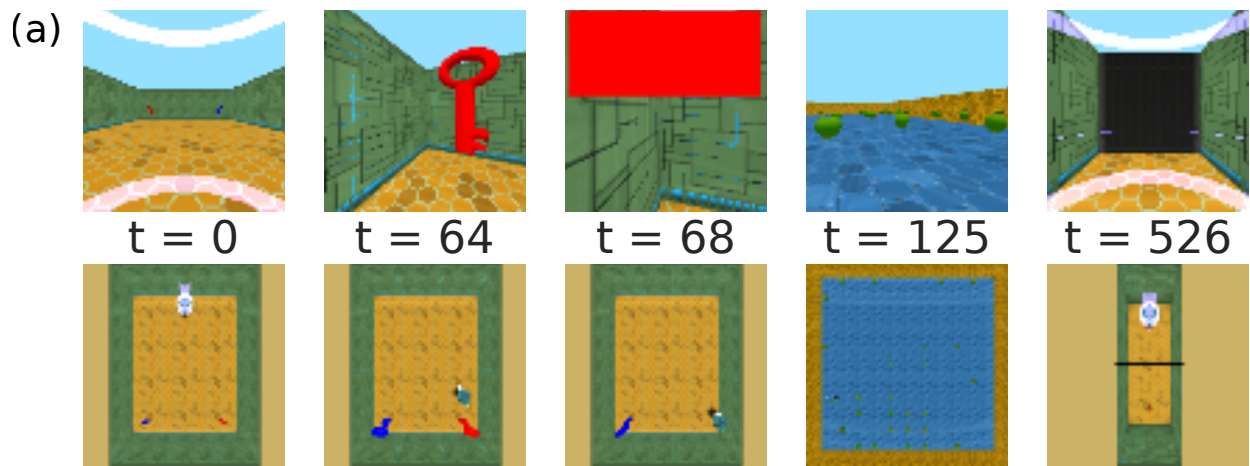 (a)
t = 0
t = 64
t = 68
t = 125
t = 526